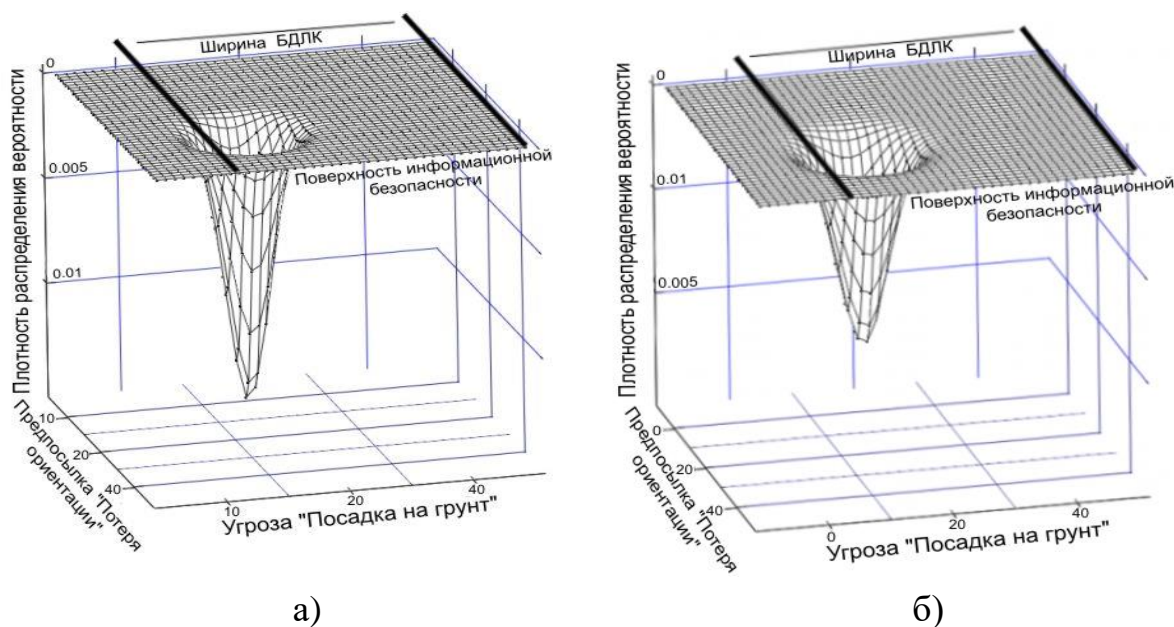 Ширина БДЛК
0
0.005
0.01
Плотность распределения вероятности
Поверхность информационной
безопасности
10
20
40
Предпосылка "Потеря
ориентации"
10
20
40
Угроза "Посадка на грунт"
а)
Ширина БДЛК
0
0.01
0.005
Плотность распределения вероятности
Поверхность информационной
безопасности
0
20
40
Предпосылка "Потеря
ориентации"
0
20
40
Угроза "Посадка на грунт"
б)